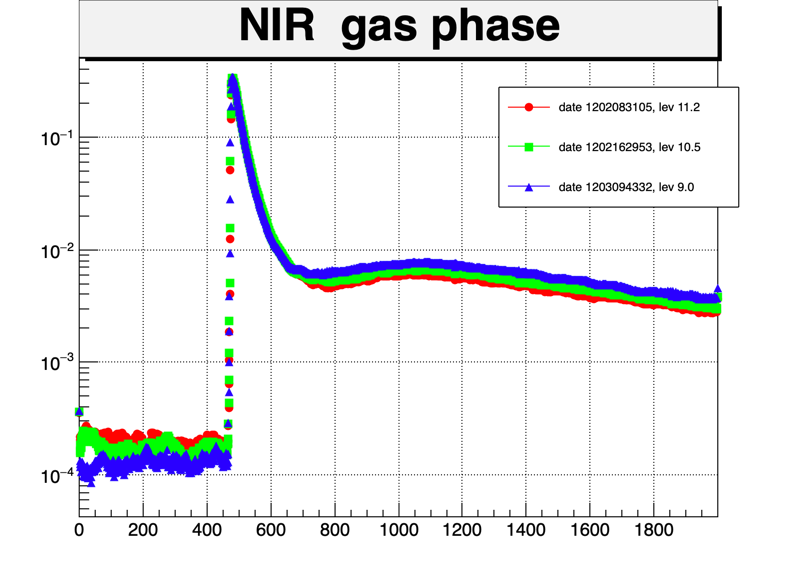 NIR  gas phase
date 1202083105, lev 11.2
date 1202162953, lev 10.5
date 1203094332, lev 9.0
10⁻¹
10⁻²
10⁻³
10⁻⁴
0 200 400 600 800 1000 1200 1400 1600 1800